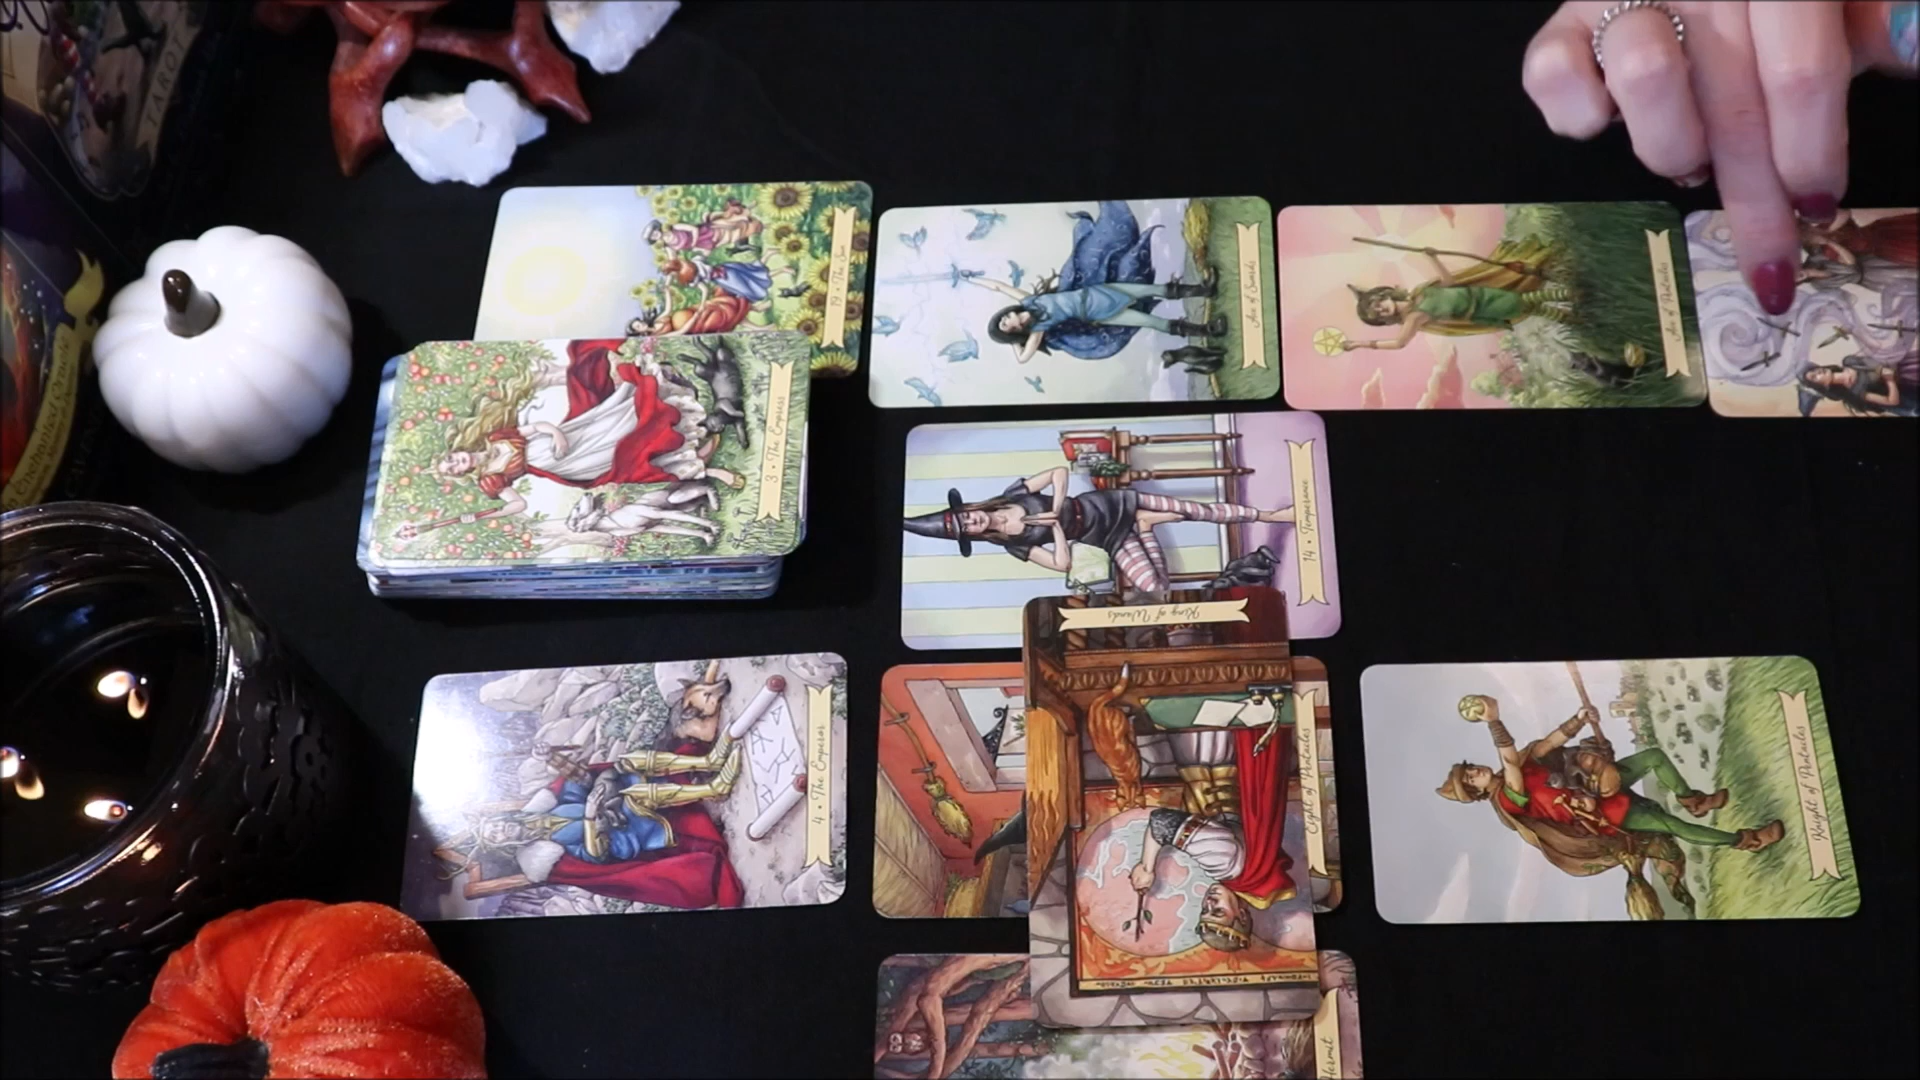 TAROT
19 • The Sun
Ace of Swords
Ace of Pentacles
3 • The Empress
14 • Temperance
King of Wands
4 • The Emperor
Eight of Pentacles
Knight of Pentacles
Hermit